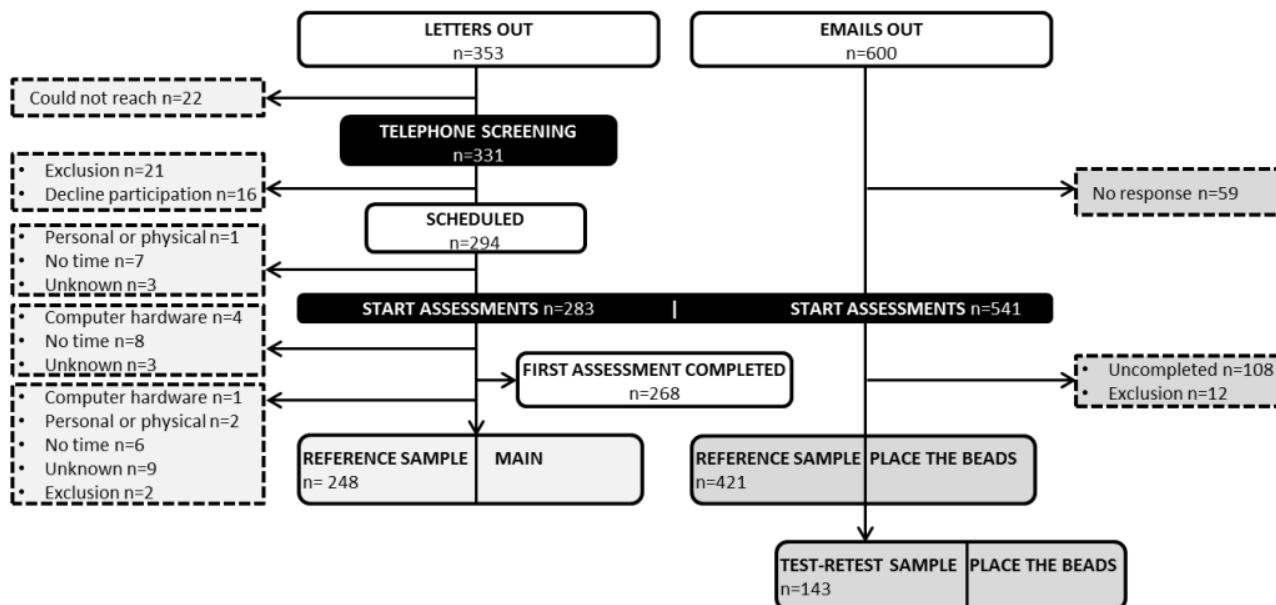 LETTERS OUT
n=353
EMAILS OUT
n=600
Could not reach n=22
TELEPHONE SCREENING
n=331
• Exclusion n=21
• Decline participation n=16
No response n=59
SCHEDULED
n=294
• Personal or physical n=1
• No time n=7
• Unknown n=3
START ASSESSMENTS n=283 | START ASSESSMENTS n=541
• Computer hardware n=4
• No time n=8
• Unknown n=3
FIRST ASSESSMENT COMPLETED
n=268
• Uncompleted n=108
• Exclusion n=12
• Computer hardware n=1
• Personal or physical n=2
• No time n=6
• Unknown n=9
• Exclusion n=2
REFERENCE SAMPLE MAIN
n= 248
REFERENCE SAMPLE PLACE THE BEADS
n=421
TEST-RETEST SAMPLE PLACE THE BEADS
n=143